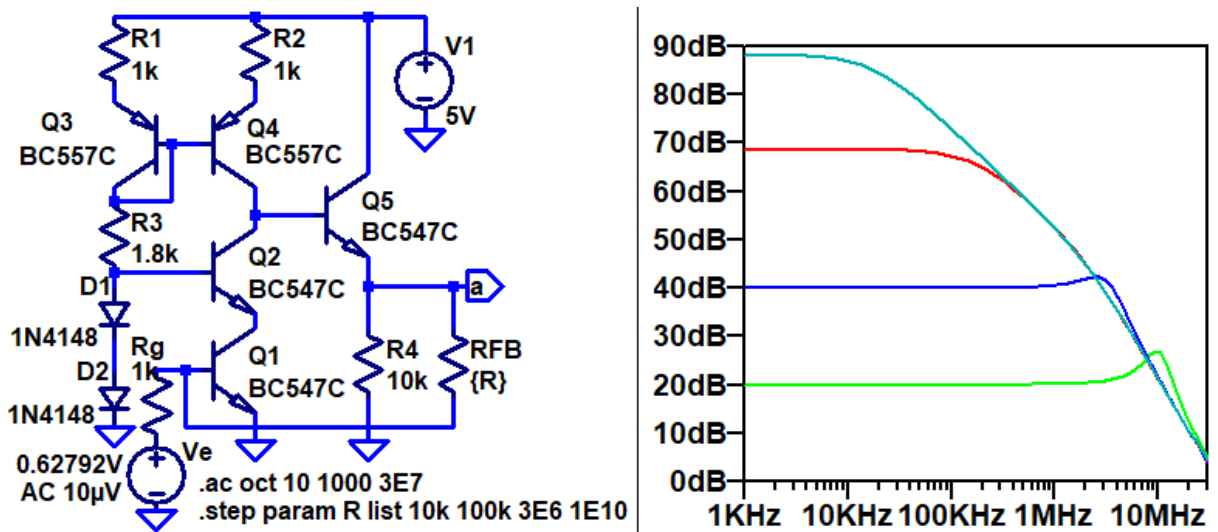 R1
1k
R2
1k
V1
5V
Q3
BC557C
Q4
BC557C
Q5
BC547C
R3
1.8k
D1
1N4148
Q2
BC547C
a
Rg
1k
D2
1N4148
Q1
BC547C
R4
10k
RFB
{R}
Ve
0.62792V
AC 10µV
.ac oct 10 1000 3E7
.step param R list 10k 100k 3E6 1E10
90dB
80dB
70dB
60dB
50dB
40dB
30dB
20dB
10dB
0dB
1KHz 10KHz 100KHz 1MHz 10MHz